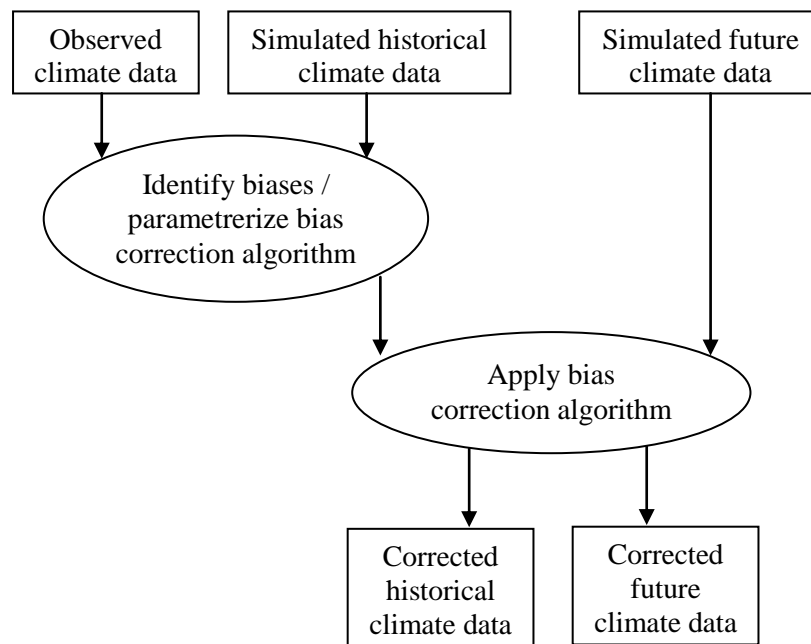 Observed
climate data
Simulated historical
climate data
Simulated future
climate data
Identify biases /
parametrerize bias
correction algorithm
Apply bias
correction algorithm
Corrected
historical
climate data
Corrected
future
climate data